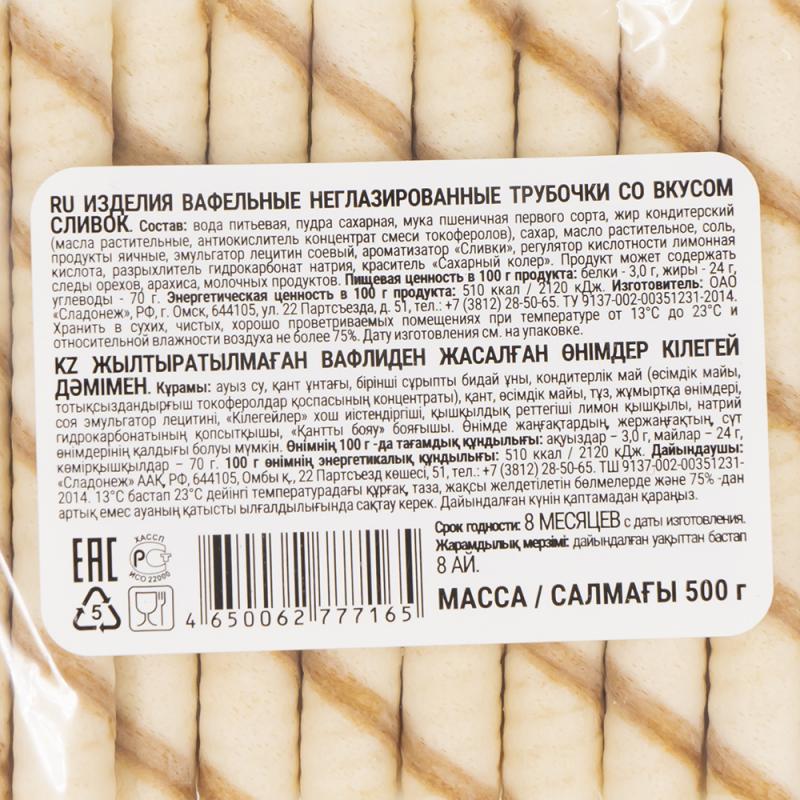 RU ИЗДЕЛИЯ ВАФЕЛЬНЫЕ НЕГЛАЗИРОВАННЫЕ ТРУБОЧКИ СО ВКУСОМ
СЛИВОК. Состав: вода питьевая, пудра сахарная, мука пшеничная первого сорта, жир кондитерский
(масла растительные, антиокислитель концентрат смеси токоферолов), сахар, масло растительное, соль,
продукты яичные, эмульгатор лецитин соевый, ароматизатор «Сливки», регулятор кислотности лимонная
кислота, разрыхлитель гидрокарбонат натрия, краситель «Сахарный колер». Продукт может содержать
следы орехов, арахиса, молочных продуктов. Пищевая ценность в 100 г продукта: белки - 3,0 г, жиры - 24 г,
углеводы - 70 г. Энергетическая ценность в 100 г продукта: 510 ккал / 2120 кДж. Изготовитель: ОАО
«Сладонеж», РФ, г. Омск, 644105, ул. 22 Партсъезда, д. 51, тел.: +7 (3812) 28-50-65. ТУ 9137-002-00351231-2014.
Хранить в сухих, чистых, хорошо проветриваемых помещениях при температуре от 13°С до 23°С и
относительной влажности воздуха не более 75%. Дату изготовления см. на упаковке.
KZ ЖЫЛТЫРАТЫЛМАҒАН ВАФЛИДЕН ЖАСАЛҒАН ӨНІМДЕР КІЛЕГЕЙ
ДӘМІМЕН. Құрамы: ауыз су, қант ұнтағы, бірінші сұрыпты бидай ұны, кондитерлік май (өсімдік майы,
тотықсыздандырғыш токоферолдар қоспасының концентраты), қант, өсімдік майы, тұз, жұмыртқа өнімдері,
соя эмульгатор лецитині, «Кілегейлер» хош иістендіргіші, қышқылдық реттегіші лимон қышқылы, натрий
гидрокарбонатының қопсытқышы, «Қантты бояу» бояғышы. Өнімде жаңғақтардың, жержаңғақтың, сүт
өнімдерінің қалдығы болуы мүмкін. Өнімнің 100 г -да тағамдық құндылығы: ақуыздар – 3,0 г, майлар – 24 г,
көмірқышқылдар – 70 г. 100 г өнімнің энергетикалық құндылығы: 510 ккал / 2120 кДж. Дайындаушы:
«Сладонеж» ААҚ, РФ, 644105, Омбы қ., 22 Партсъезд көшесі, 51, тел.: +7 (3812) 28-50-65. ТШ 9137-002-00351231-
2014. 13°С бастап 23°С дейінгі температурадағы құрғақ, таза, жақсы желдетілетін бөлмелерде және 75% -дан
артық емес ауаның қатысты ылғалдылығында сақтау керек. Дайындалған күнін қаптамадан қараңыз.
Срок годности: 8 МЕСЯЦЕВ с даты изготовления.
Жарамдылық мерзімі: дайындалған уақыттан бастап
8 АЙ.
МАССА / САЛМАҒЫ 500 г
EAC
ХАССП
РСТ
ИСО 22000
5
4 650062 777165